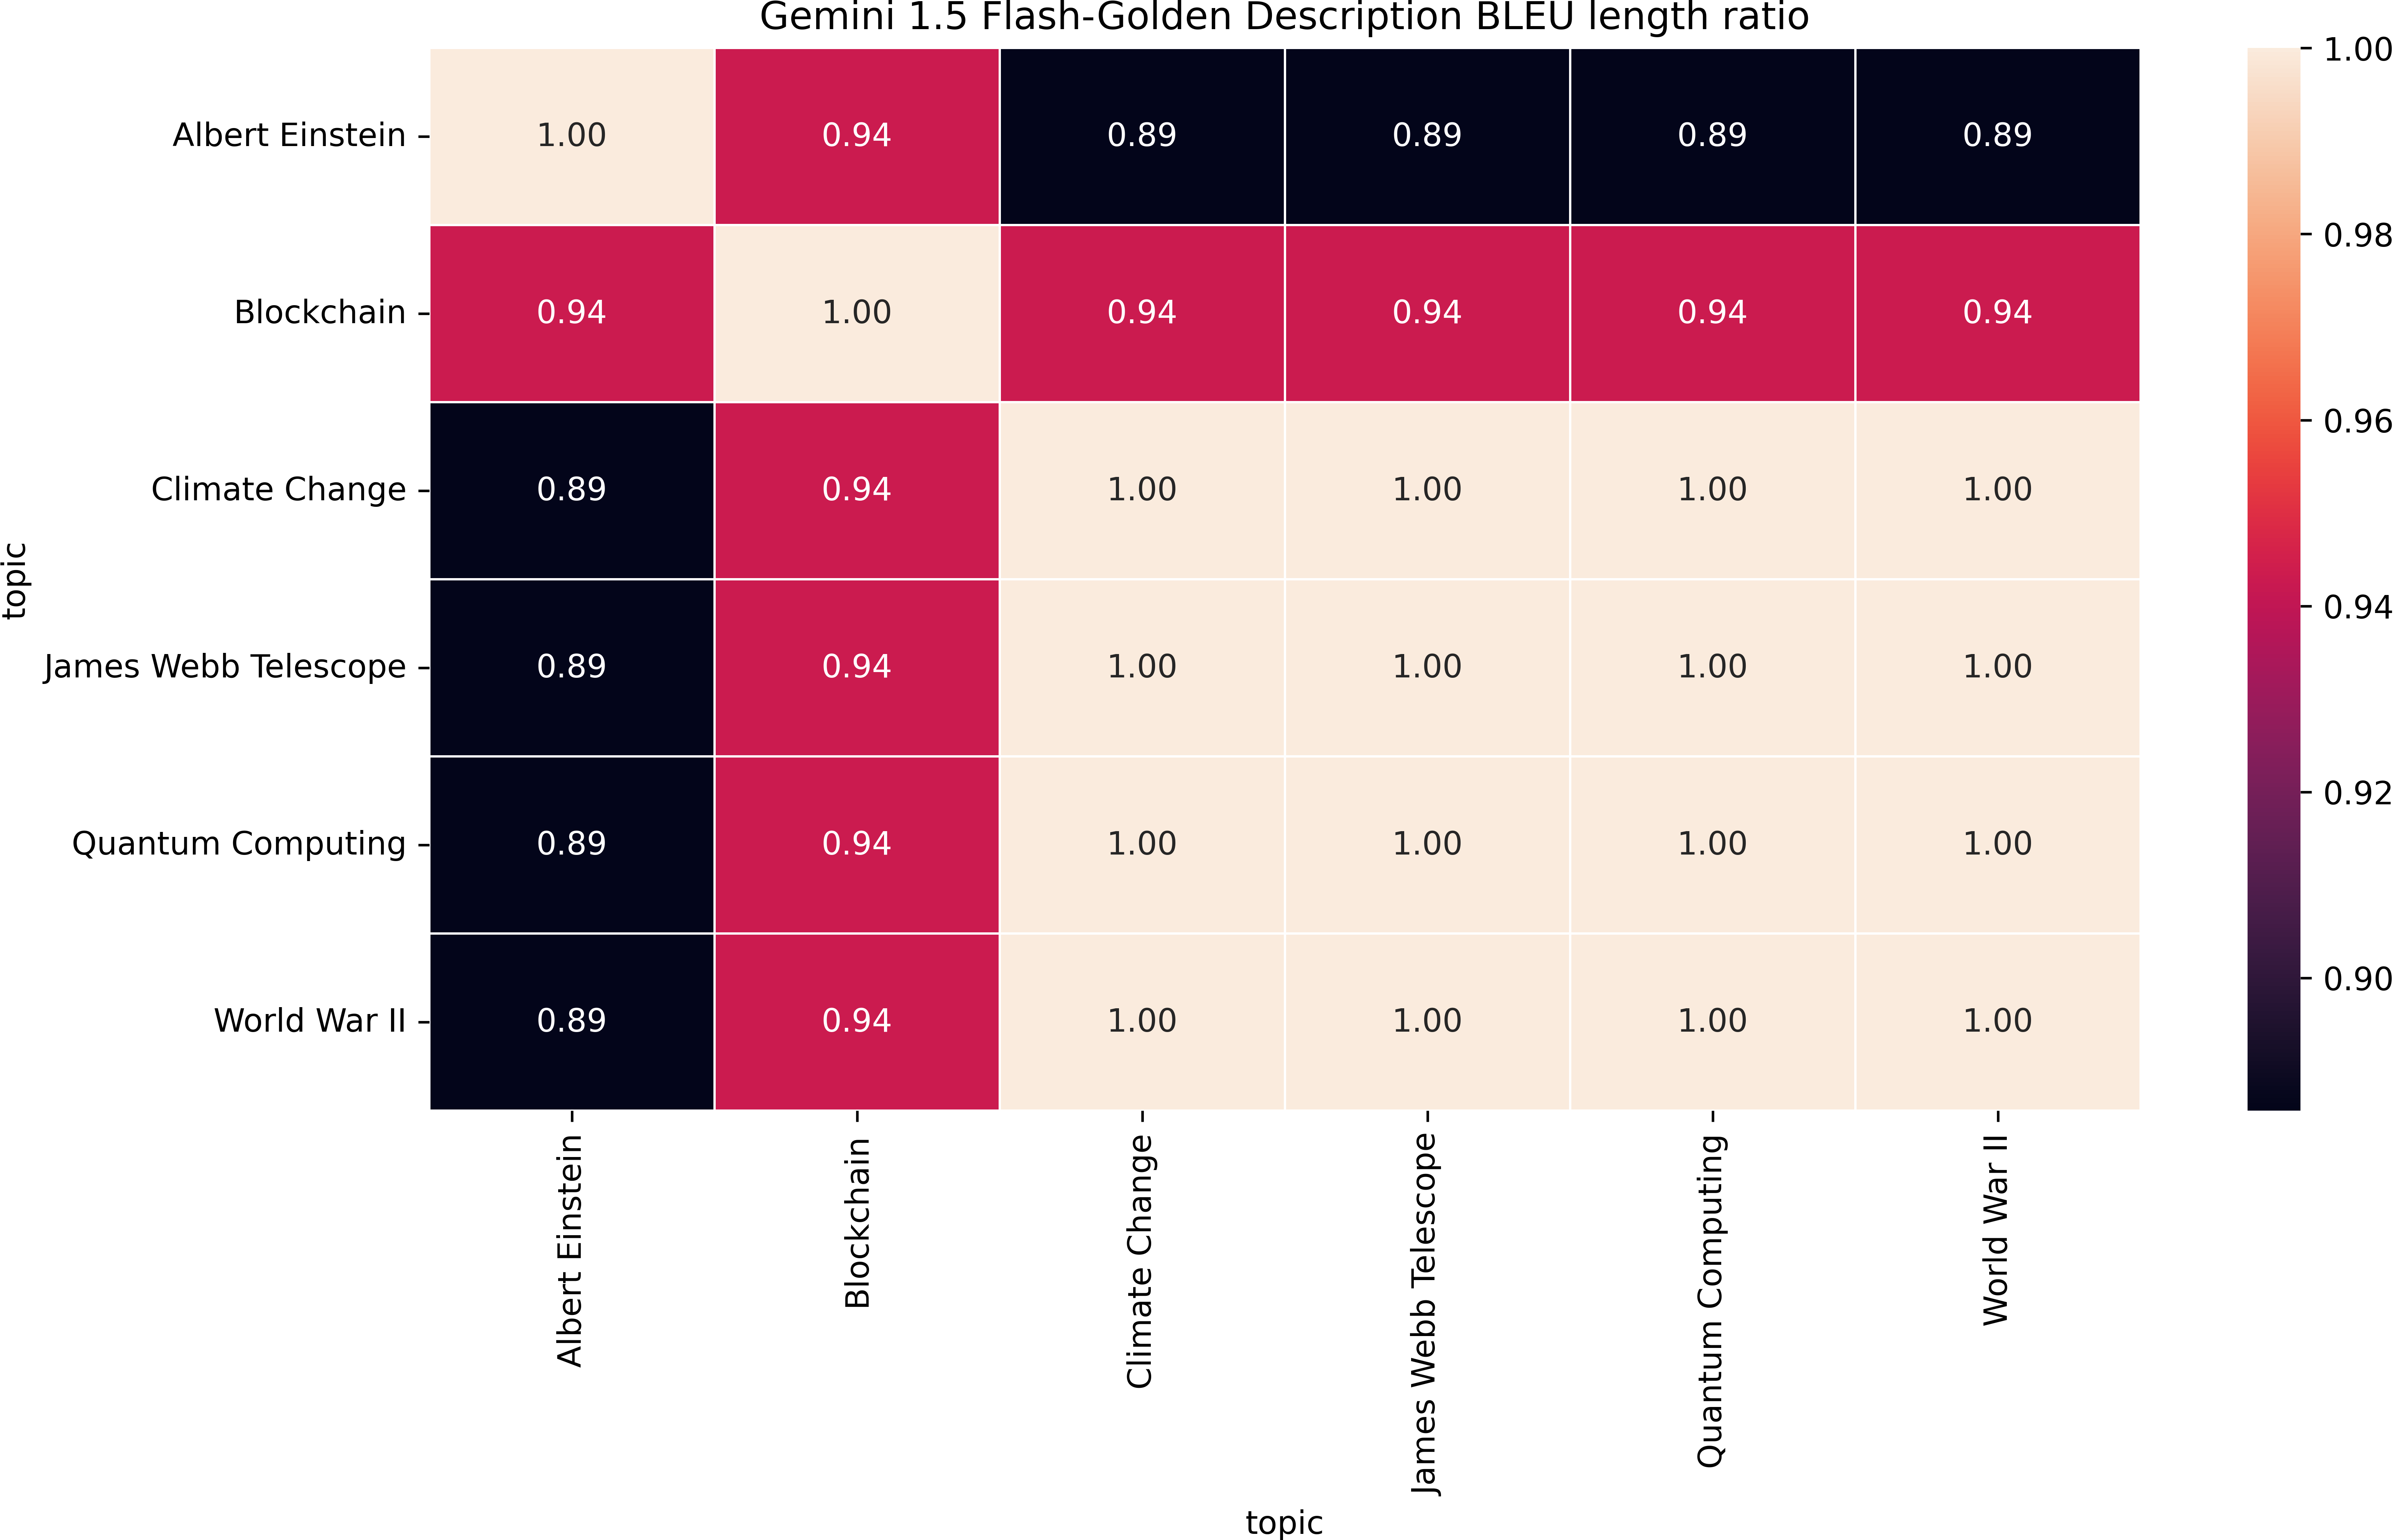 Gemini 1.5 Flash-Golden Description BLEU length ratio
Albert Einstein 1.00 0.94 0.89 0.89 0.89 0.89
Blockchain 0.94 1.00 0.94 0.94 0.94 0.94
Climate Change 0.89 0.94 1.00 1.00 1.00 1.00
James Webb Telescope 0.89 0.94 1.00 1.00 1.00 1.00
Quantum Computing 0.89 0.94 1.00 1.00 1.00 1.00
World War II 0.89 0.94 1.00 1.00 1.00 1.00
topic
Albert Einstein
Blockchain
Climate Change
James Webb Telescope
Quantum Computing
World War II
topic
1.00
0.98
0.96
0.94
0.92
0.90